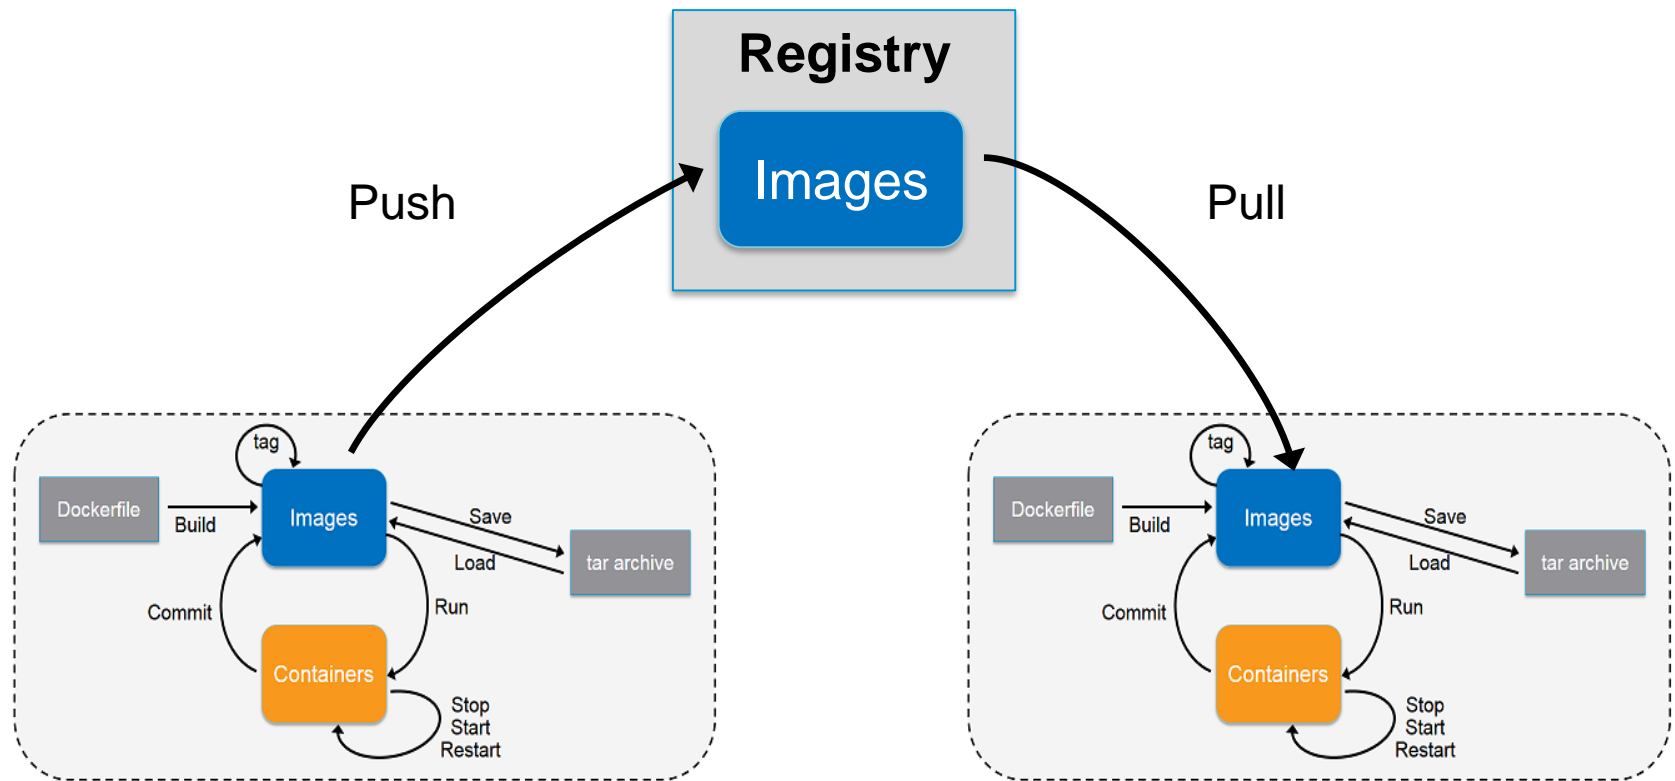 Registry
Images
Push
Pull
tag
Dockerfile
Build
Images
Save
Load
tar archive
Commit
Run
Containers
Stop
Start
Restart
tag
Dockerfile
Build
Images
Save
Load
tar archive
Commit
Run
Containers
Stop
Start
Restart